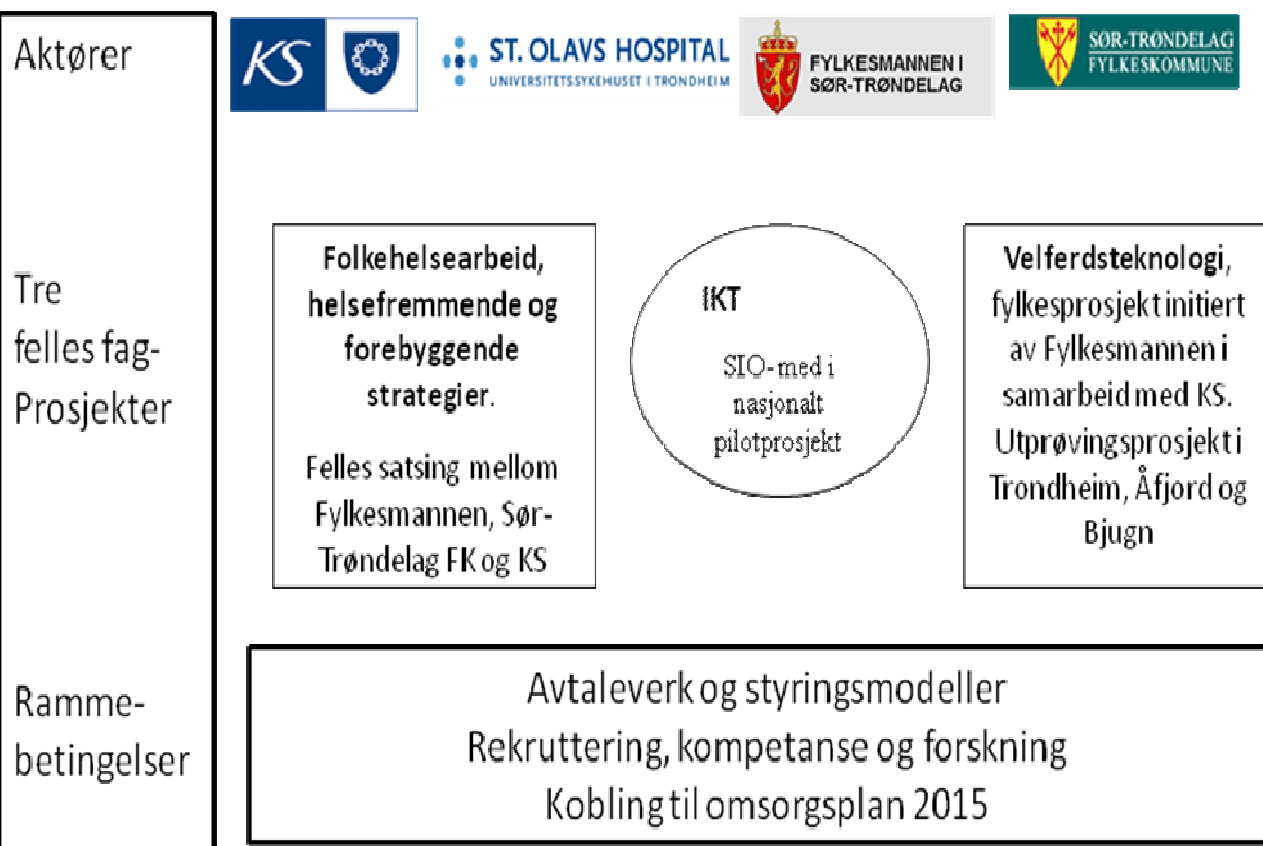 Aktører
KS
ST. OLAVS HOSPITAL
UNIVERSITETSSYKEHUSET I TRONDHEIM
FYLKESMANNEN I
SØR-TRØNDELAG
SØR-TRØNDELAG
FYLKESKOMMUNE
Tre
felles fag-
Prosjekter
Folkehelsearbeid,
helsefremmende og
forebyggende
strategier.
Felles satsing mellom
Fylkesmannen, Sør-
Trøndelag FK og KS
IKT
SIO-med i
nasjonalt
pilotprosjekt
Velferdsteknologi,
fylkesprosjekt initiert
av Fylkesmannen i
samarbeid med KS.
Utprøvingsprosjekt i
Trondheim, Åfjord og
Bjugn
Ramme-
betingelser
Avtaleverk og styringsmodeller
Rekruttering, kompetanse og forskning
Kobling til omsorgsplan 2015